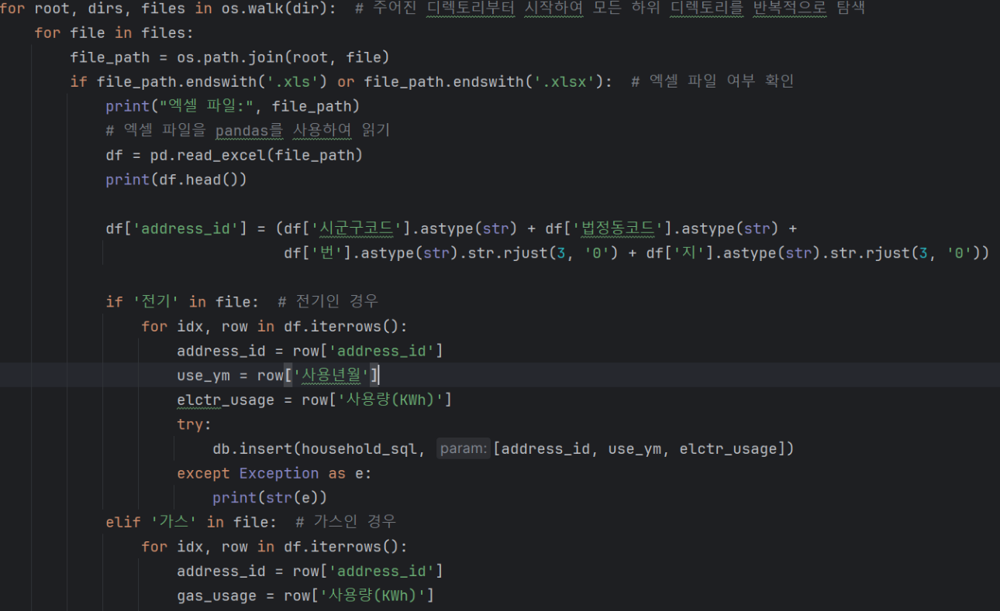 for root, dirs, files in os.walk(dir):  # 주어진 디렉토리부터 시작하여 모든 하위 디렉토리를 반복적으로 탐색
for file in files:
file_path = os.path.join(root, file)
if file_path.endswith('.xls') or file_path.endswith('.xlsx'):  # 엑셀 파일 여부 확인
print("엑셀 파일:", file_path)
# 엑셀 파일을 pandas를 사용하여 읽기
df = pd.read_excel(file_path)
print(df.head())
df['address_id'] = (df['시군구코드'].astype(str) + df['법정동코드'].astype(str) +
df['번'].astype(str).str.rjust(3, '0') + df['지'].astype(str).str.rjust(3, '0'))
if '전기' in file:  # 전기인 경우
for idx, row in df.iterrows():
address_id = row['address_id']
use_ym = row['사용년월']
elctr_usage = row['사용량(KWh)']
try:
db.insert(household_sql, param: [address_id, use_ym, elctr_usage])
except Exception as e:
print(str(e))
elif '가스' in file:  # 가스인 경우
for idx, row in df.iterrows():
address_id = row['address_id']
gas_usage = row['사용량(KWh)']